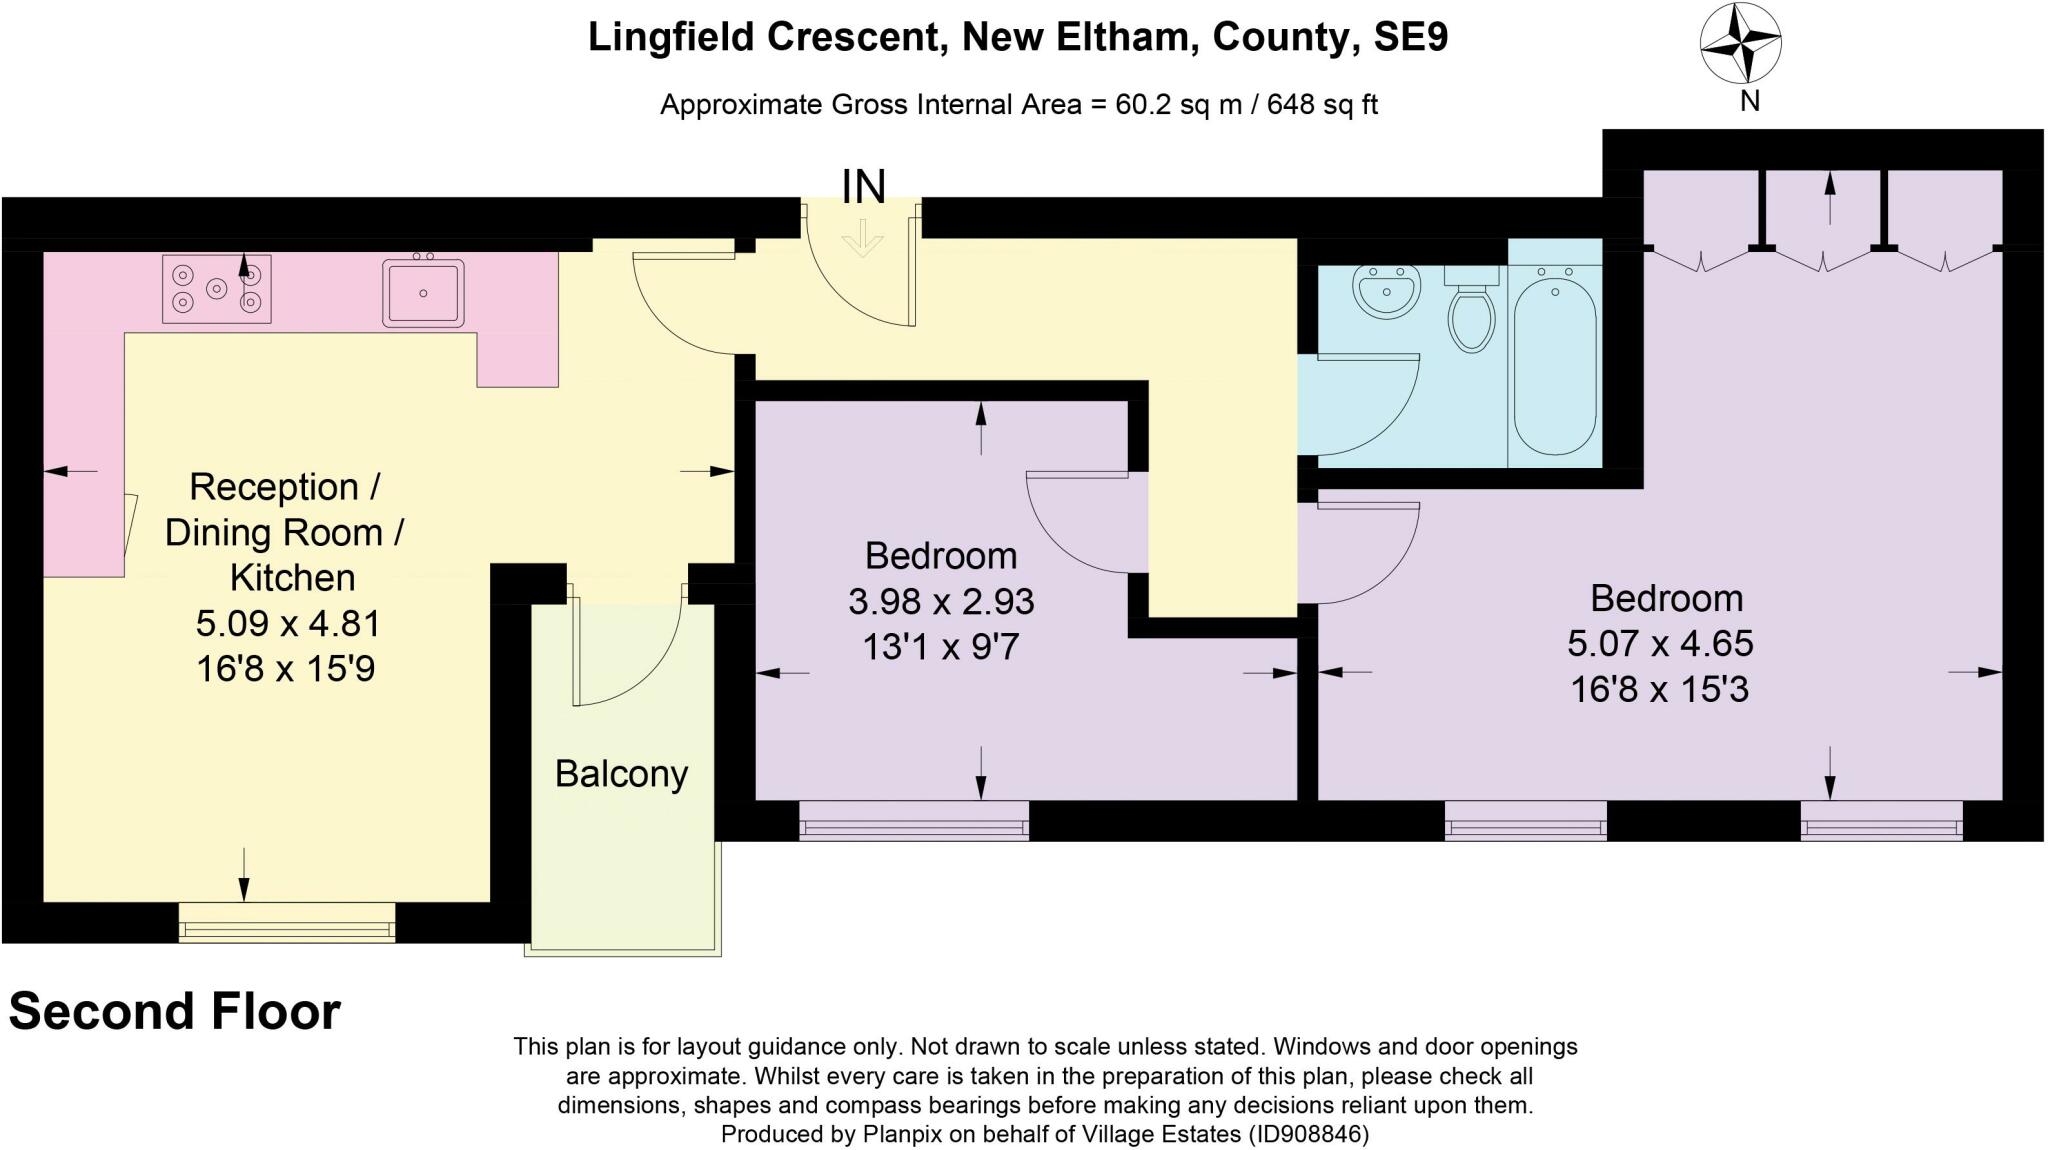 Lingfield Crescent, New Eltham, County, SE9
Approximate Gross Internal Area = 60.2 sq m / 648 sq ft
N
IN
Reception /
Dining Room /
Kitchen
5.09 x 4.81
16'8 x 15'9
Balcony
Bedroom
3.98 x 2.93
13'1 x 9'7
Bedroom
5.07 x 4.65
16'8 x 15'3
Second Floor
This plan is for layout guidance only. Not drawn to scale unless stated. Windows and door openings
are approximate. Whilst every care is taken in the preparation of this plan, please check all
dimensions, shapes and compass bearings before making any decisions reliant upon them.
Produced by Planpix on behalf of Village Estates (ID908846)